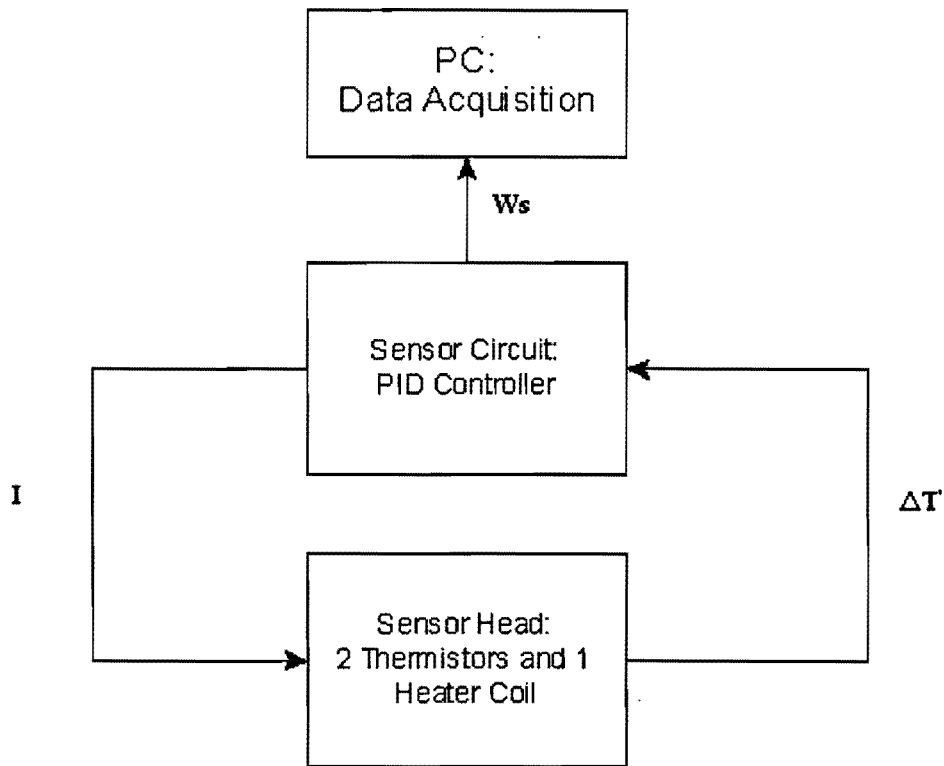 PC:
Data Acquisition
Ws
Sensor Circuit:
PID Controller
I
ΔT'
Sensor Head:
2 Thermistors and 1
Heater Coil